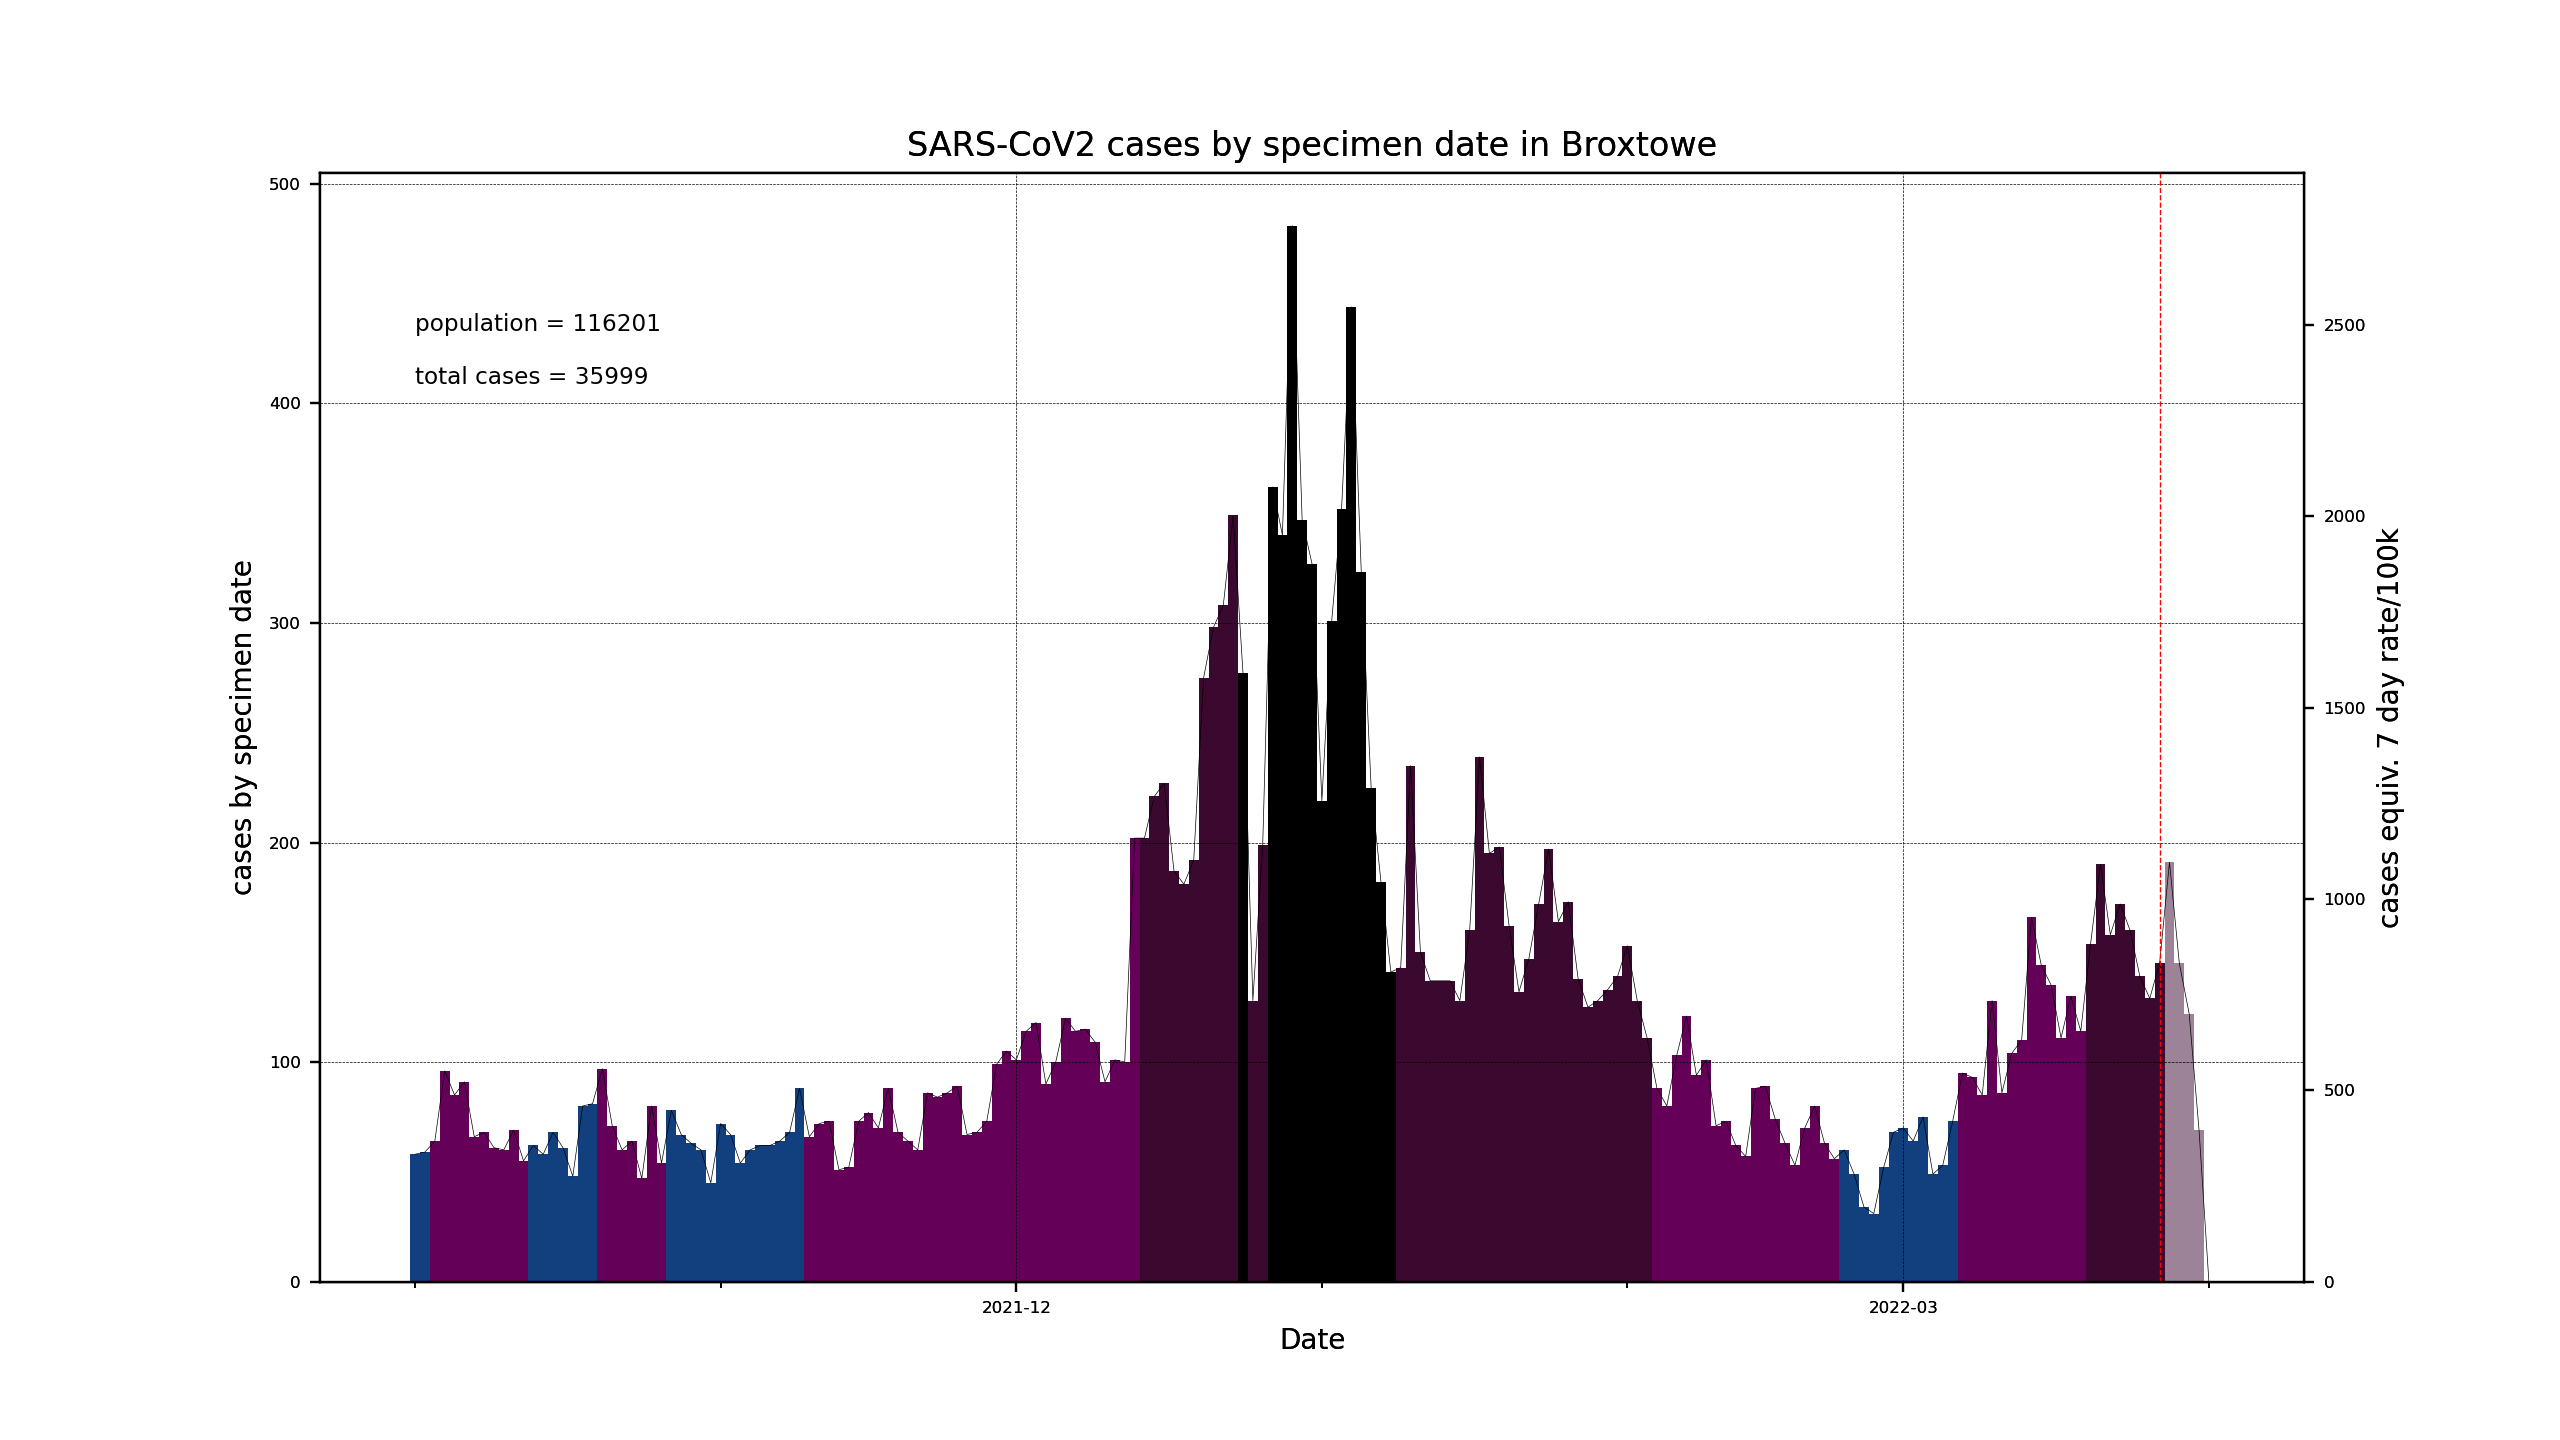 SARS-CoV2 cases by specimen date in Broxtowe
population = 116201
total cases = 35999
cases by specimen date
500
400
300
200
100
0
2500
2000
1500
1000
500
0
cases equiv. 7 day rate/100k
2021-12
2022-03
Date